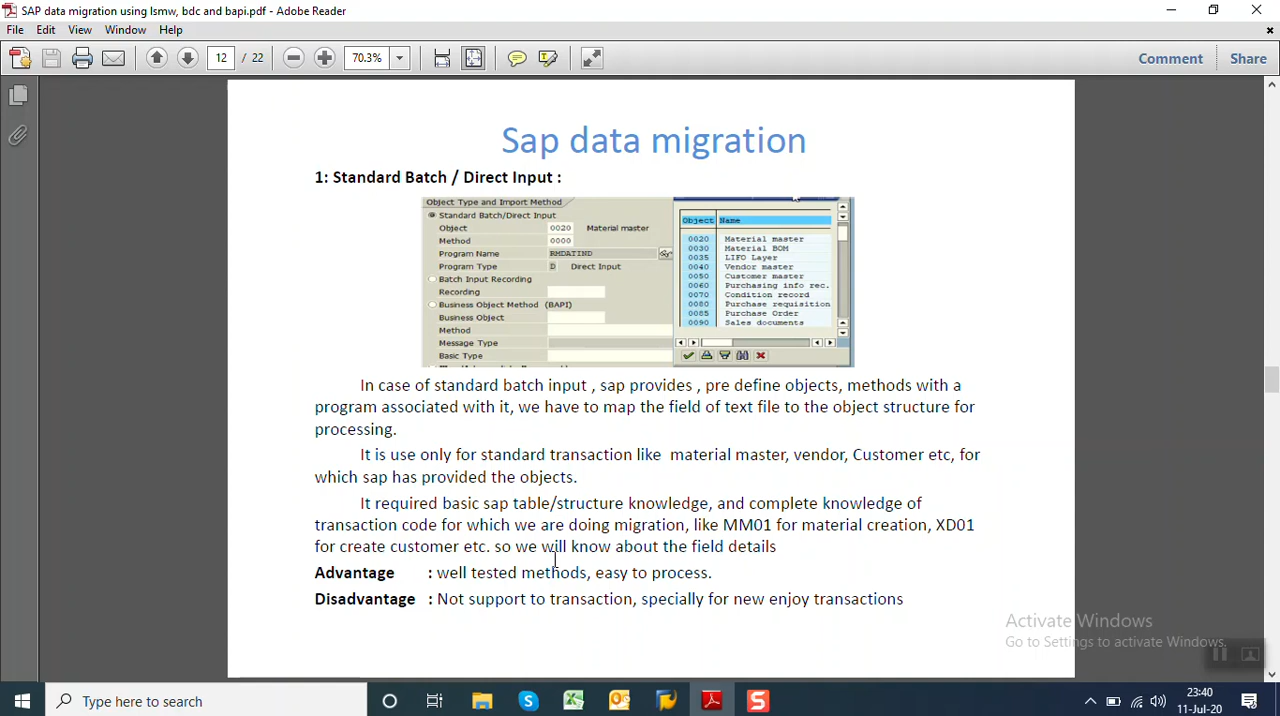 SAP data migration using lsmw, bdc and bapi.pdf - Adobe Reader
File Edit View Window Help
12 / 22 70.3% Comment Share
Sap data migration
1: Standard Batch / Direct Input :
Object Type and Import Method
Standard Batch/Direct Input
Object 0020 Material master
Method 0000
Program Name RMDATIND
Program Type D Direct Input
Batch Input Recording
Recording
Business Object Method (BAPI)
Business Object
Method
Message Type
Basic Type
Object Name
0020 Material master
0030 Material BOM
0035 LIFO Layer
0040 Vendor master
0050 Customer master
0060 Purchasing info rec.
0070 Condition record
0080 Purchase requisition
0085 Purchase Order
0090 Sales documents
In case of standard batch input , sap provides , pre define objects, methods with a
program associated with it, we have to map the field of text file to the object structure for
processing.
It is use only for standard transaction like material master, vendor, Customer etc, for
which sap has provided the objects.
It required basic sap table/structure knowledge, and complete knowledge of
transaction code for which we are doing migration, like MM01 for material creation, XD01
for create customer etc. so we will know about the field details
Advantage : well tested methods, easy to process.
Disadvantage : Not support to transaction, specially for new enjoy transactions
Activate Windows
Go to Settings to activate Windows.
Type here to search
23:40
11-Jul-20